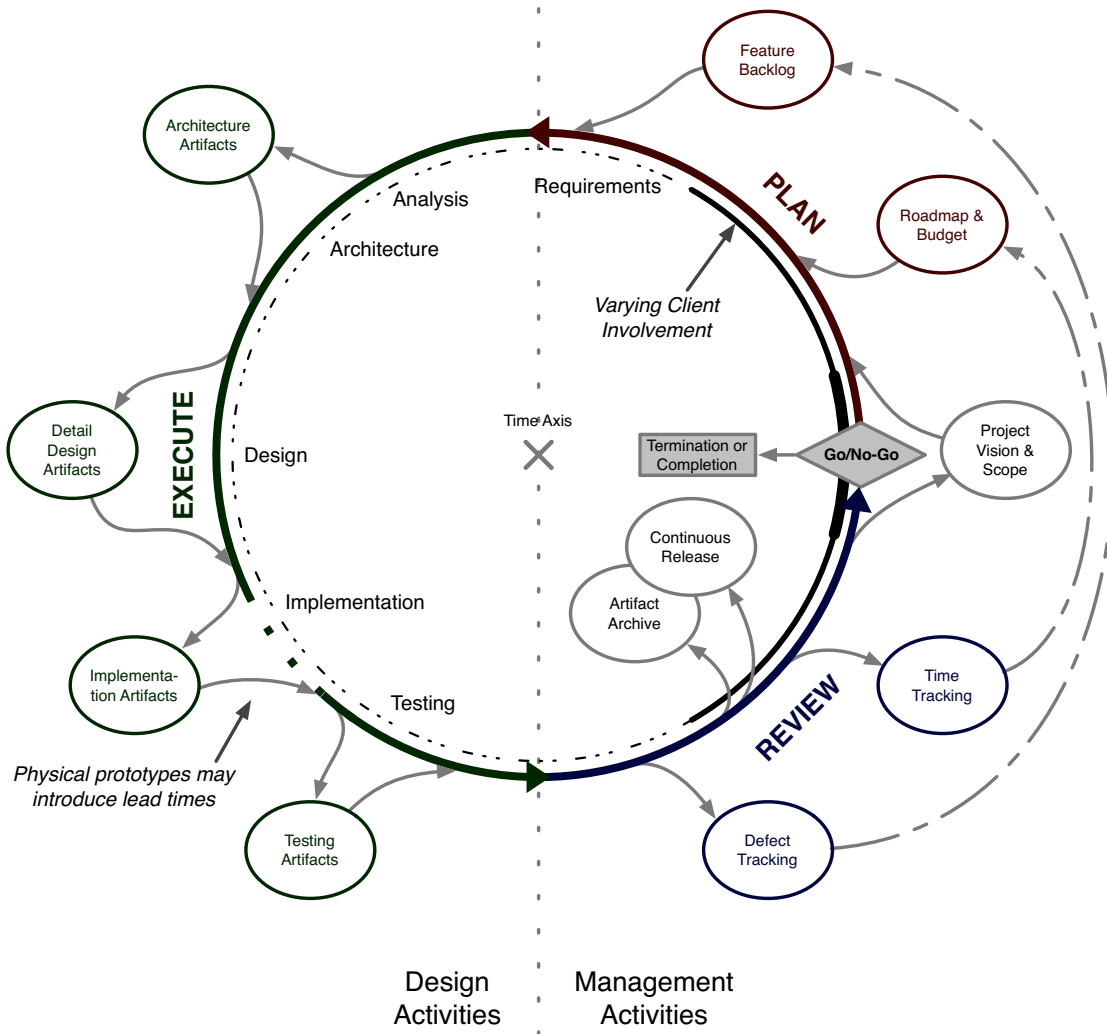 Feature
Backlog
Architecture
Artifacts
Requirements
PLAN
Analysis
Roadmap &
Budget
Architecture
Varying Client
Involvement
EXECUTE
Time Axis
Detail
Design
Artifacts
Design
Termination or
Completion
Go/No-Go
Project
Vision &
Scope
Continuous
Release
Implementation
Artifact
Archive
Implementa-
tion Artifacts
Testing
REVIEW
Time
Tracking
Physical prototypes may
introduce lead times
Testing
Artifacts
Defect
Tracking
Design
Activities
Management
Activities